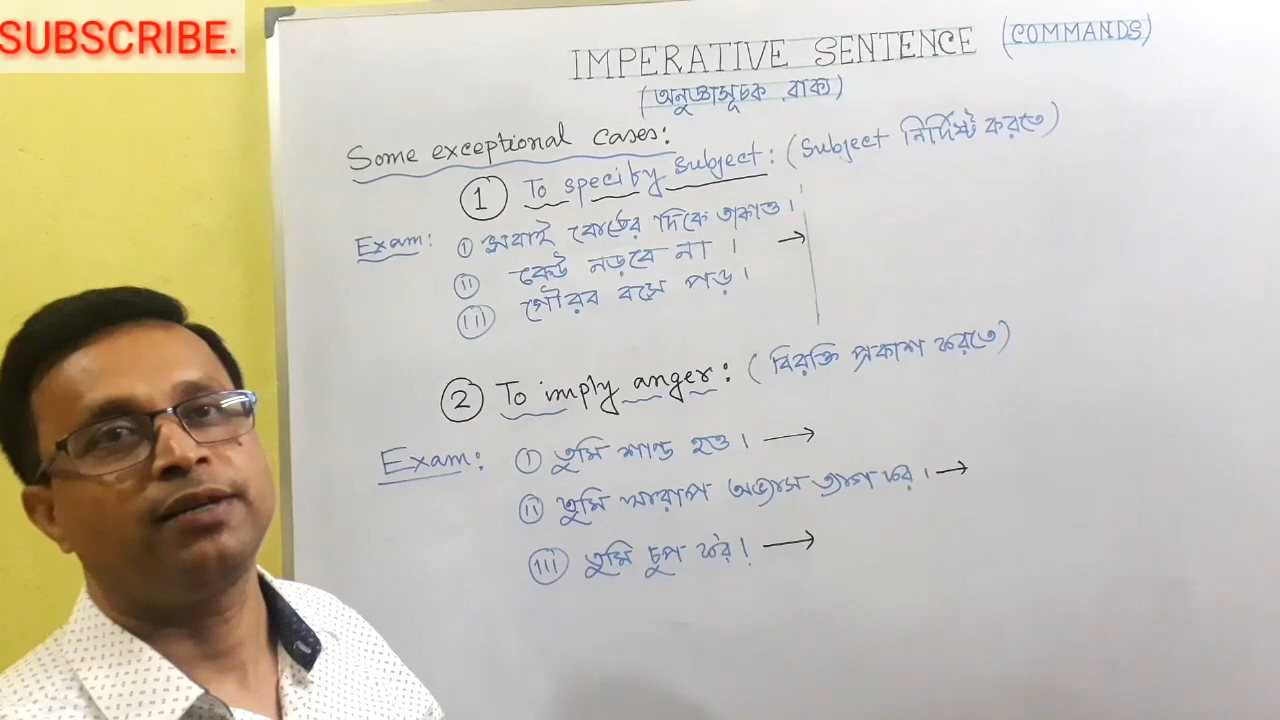 SUBSCRIBE.
IMPERATIVE SENTENCE (COMMANDS)
(অনুজ্ঞাসূচক বাক্য)
Some exceptional cases:
① To specify subject: (Subject নির্দিষ্ট করতে)
Exam: ⓘ সবাই বোর্ডের দিকে তাকাও। →
ⅱ কেউ নড়বে না।
ⅲ গৌরব বসে পড়।
② To imply anger: (বিরক্তি প্রকাশ করতে)
Exam: ⓘ তুমি শান্ত হও। →
ⅱ তুমি খারাপ অভ্যাস ত্যাগ কর। →
ⅲ তুমি চুপ কর! →